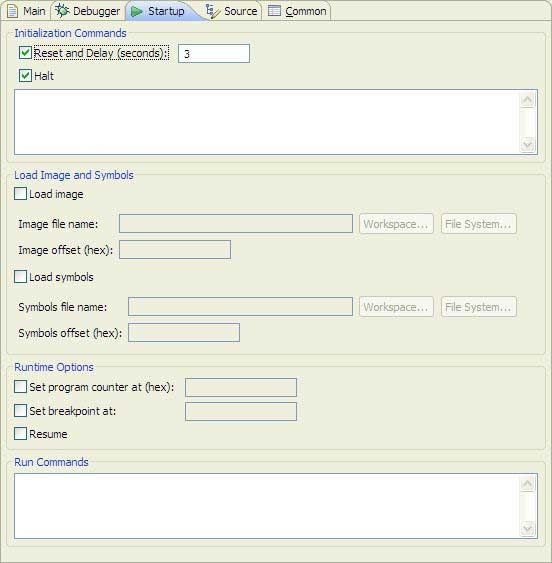 Main Debugger Startup Source Common
Initialization Commands
Reset and Delay (seconds): 3
Halt
Load Image and Symbols
Load image
Image file name: Workspace... File System...
Image offset (hex):
Load symbols
Symbols file name: Workspace... File System...
Symbols offset (hex):
Runtime Options
Set program counter at (hex):
Set breakpoint at:
Resume
Run Commands